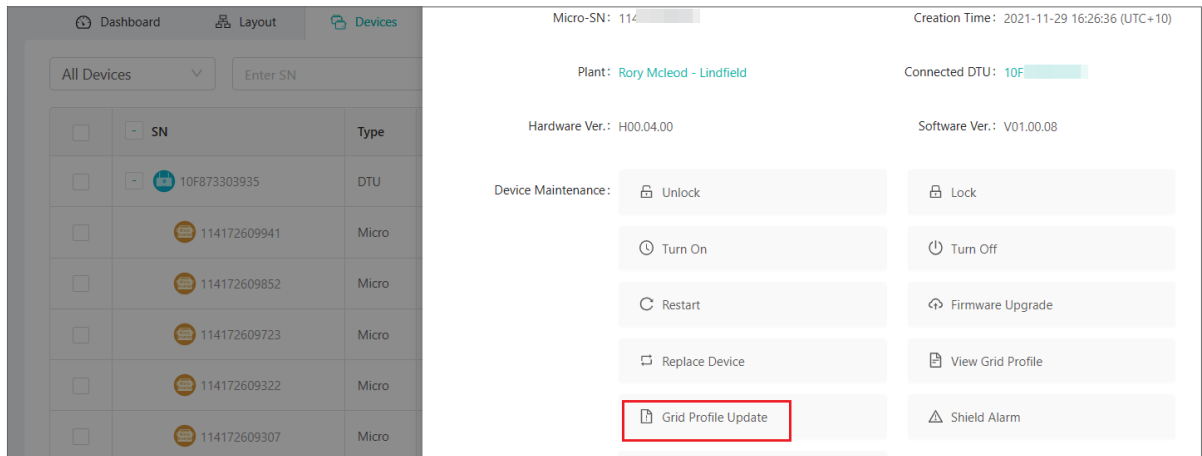 Dashboard Layout Devices
All Devices Enter SN
SN Type
10F873303935 DTU
114172609941 Micro
114172609852 Micro
114172609723 Micro
114172609322 Micro
114172609307 Micro
Micro-SN: 114 Creation Time: 2021-11-29 16:26:36 (UTC+10)
Plant: Rory Mcleod - Lindfield Connected DTU: 10F
Hardware Ver.: H00.04.00 Software Ver.: V01.00.08
Device Maintenance: Unlock Lock
Turn On Turn Off
Restart Firmware Upgrade
Replace Device View Grid Profile
Grid Profile Update Shield Alarm